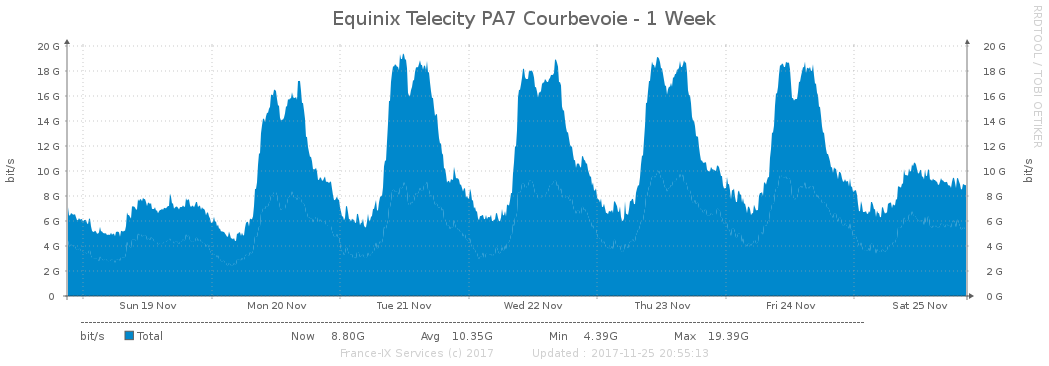 Equinix Telecity PA7 Courbevoie - 1 Week
RRDTOOL / TOBI OETIKER
20 G 20 G
18 G 18 G
16 G 16 G
14 G 14 G
12 G 12 G
10 G 10 G
8 G 8 G
6 G 6 G
4 G 4 G
2 G 2 G
0 0 G
bit/s bit/s
Sun 19 Nov Mon 20 Nov Tue 21 Nov Wed 22 Nov Thu 23 Nov Fri 24 Nov Sat 25 Nov
bit/s Total Now 8.80G Avg 10.35G Min 4.39G Max 19.39G
France-IX Services (c) 2017 Updated : 2017-11-25 20:55:13